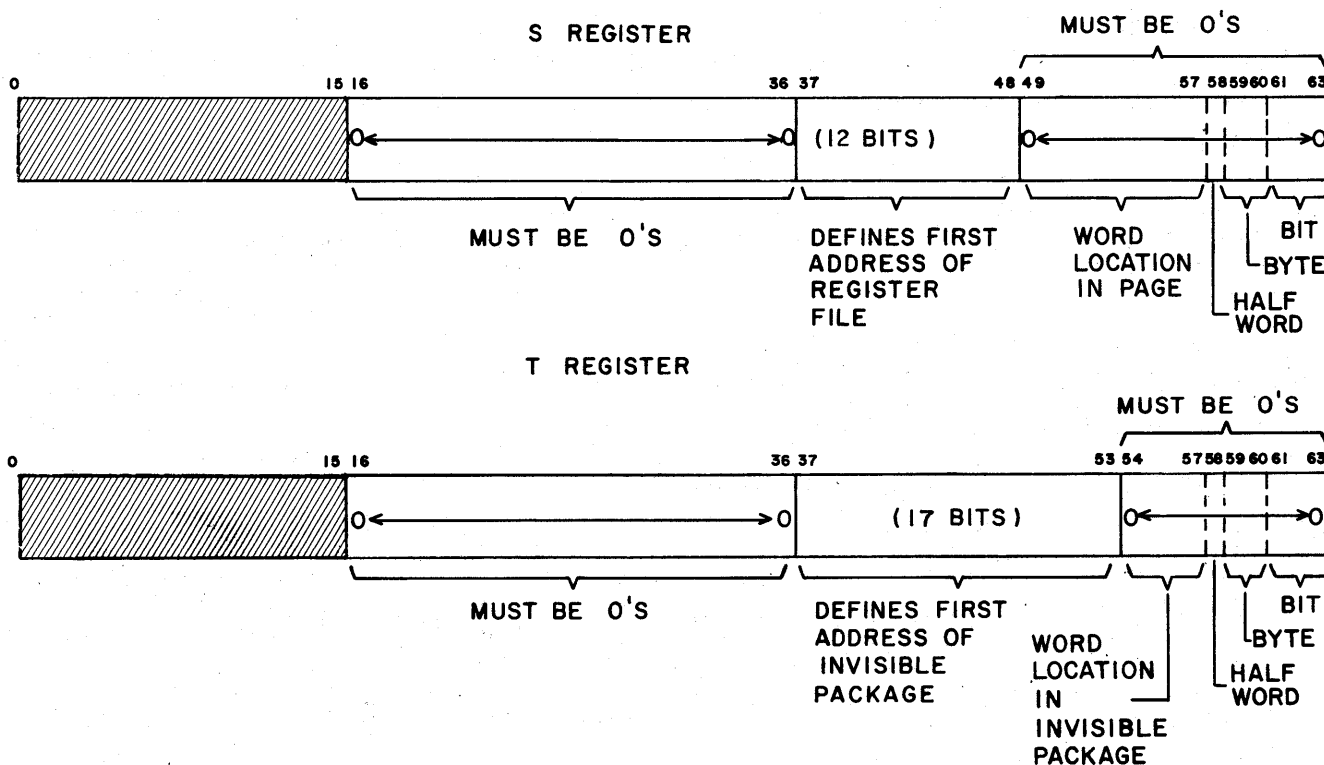 MUST BE O'S
S REGISTER
0 15 16 36 37 48 49 57 58 59 60 61 63
0 0 (12 BITS) 0 0
MUST BE O'S
DEFINES FIRST
ADDRESS OF
REGISTER
FILE
WORD
LOCATION
IN PAGE
BIT
BYTE
HALF
WORD
T REGISTER
MUST BE O'S
0 15 16 36 37 53 54 57 58 59 60 61 63
0 0 (17 BITS) 0 0
MUST BE O'S
DEFINES FIRST
ADDRESS OF
INVISIBLE
PACKAGE
WORD
LOCATION
IN
INVISIBLE
PACKAGE
BIT
BYTE
HALF
WORD